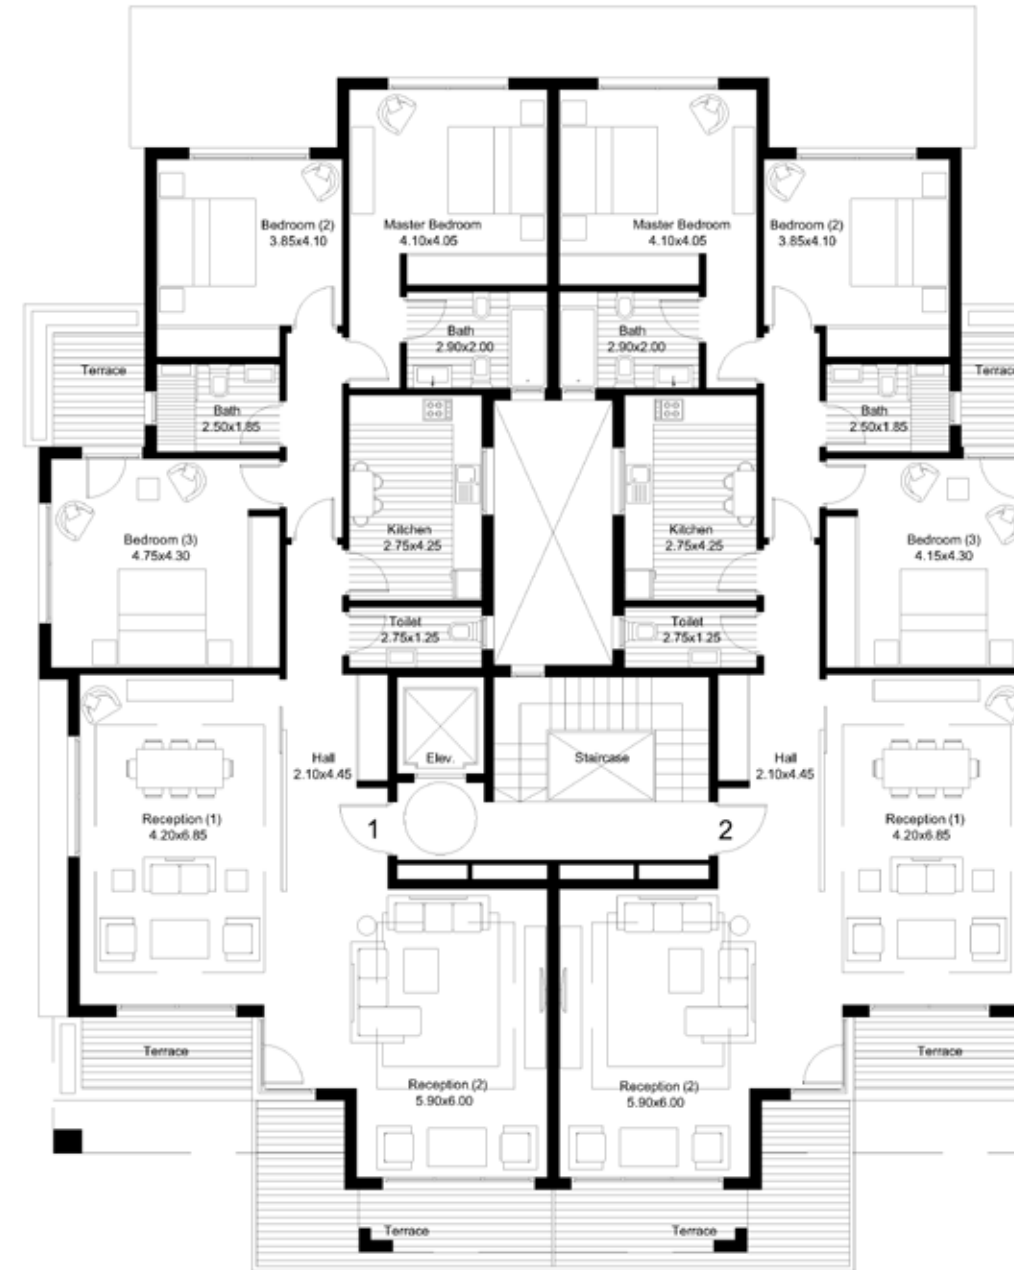 Bedroom (2)
3.85x4.10
Master Bedroom
4.10x4.05
Master Bedroom
4.10x4.05
Bedroom (2)
3.85x4.10
Terrace
Bath
2.90x2.00
Bath
2.90x2.00
Terrace
Bath
2.50x1.85
Bath
2.50x1.85
Kitchen
2.75x4.25
Kitchen
2.75x4.25
Bedroom (3)
4.75x4.30
Bedroom (3)
4.15x4.30
Toilet
2.75x1.25
Toilet
2.75x1.25
Hall
2.10x4.45
Elev.
Staircase
Hall
2.10x4.45
Reception (1)
4.20x6.85
1
2
Reception (1)
4.20x6.85
Terrace
Terrace
Reception (2)
5.90x6.00
Reception (2)
5.90x6.00
Terrace
Terrace